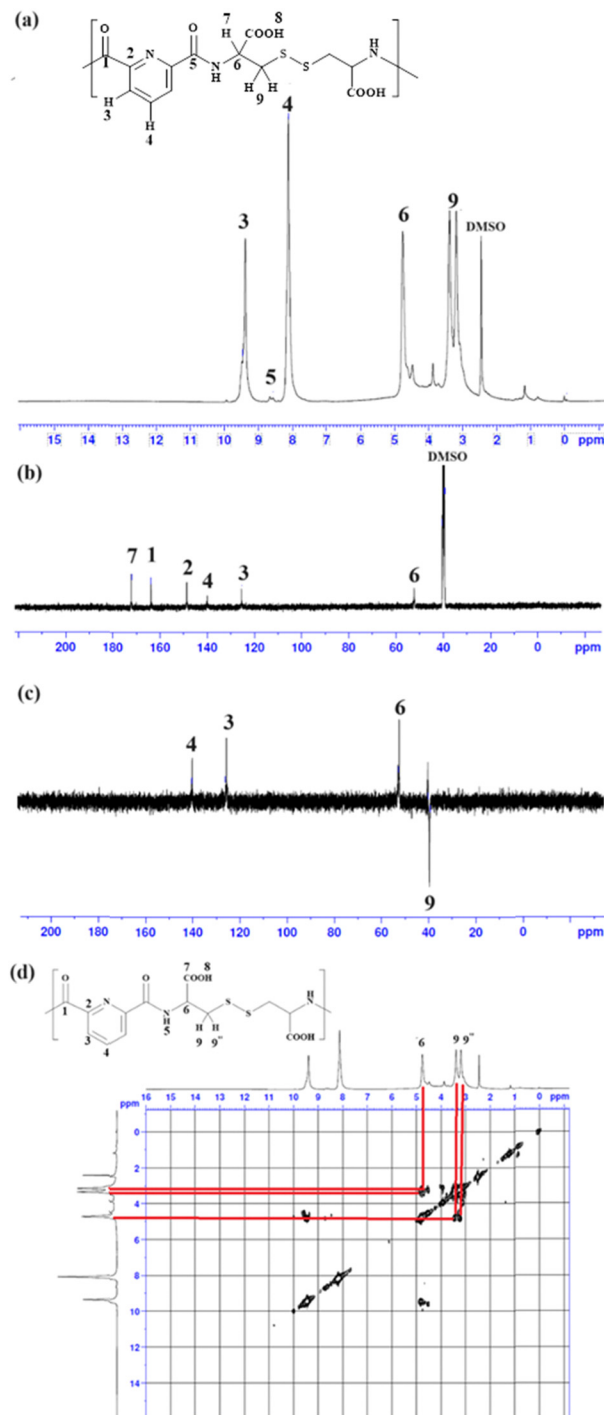 (a)
O
1
2
N
O
5
N
H
7
H
8
COOH
6
S
S
H
H
9
H
N
COOH
H
3
H
4
3
5
4
6
9
DMSO
15 14 13 12 11 10 9 8 7 6 5 4 3 2 1 0 ppm
(b)
DMSO
7 1 2 4 3 6
200 180 160 140 120 100 80 60 40 20 0 ppm
(c)
4 3 6
9
200 180 160 140 120 100 80 60 40 20 0 ppm
(d)
O
1
2
N
3
4
O
N
H
5
7
8
COOH
6
H
H
9
9"
S
S
H
N
COOH
6 9 9"
16 15 14 13 12 11 10 9 8 7 6 5 4 3 2 1 0 ppm
ppm
0
2
4
6
8
10
12
14